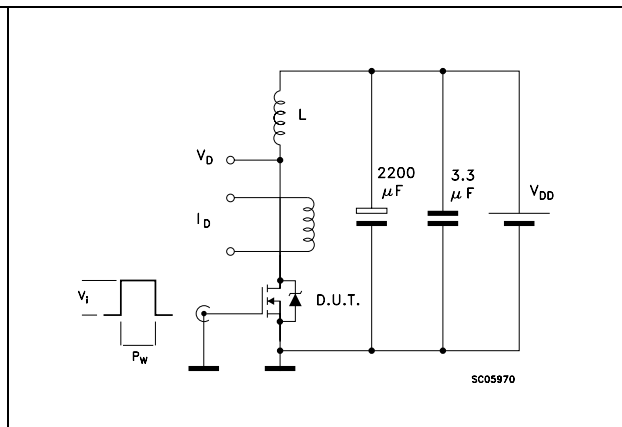 L
V_D
2200
μF
3.3
μF
V_DD
I_D
V_i
D.U.T.
P_W
SC05970